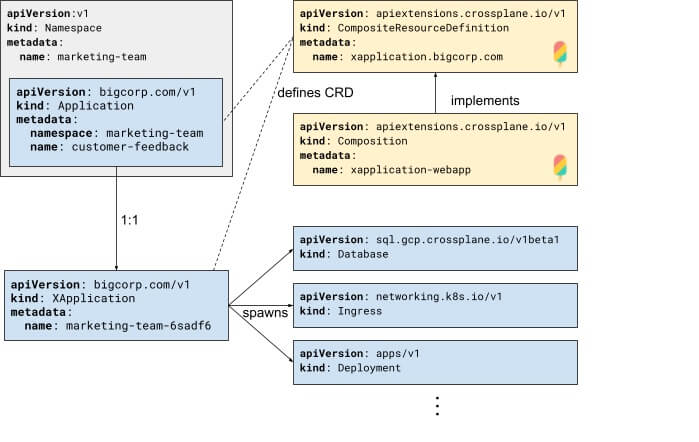 apiVersion:v1
kind: Namespace
metadata:
name: marketing-team
apiVersion: bigcorp.com/v1
kind: Application
metadata:
namespace: marketing-team
name: customer-feedback
apiVersion: apiextensions.crossplane.io/v1
kind: CompositeResourceDefinition
metadata:
name: xapplication.bigcorp.com
defines CRD
implements
apiVersion: apiextensions.crossplane.io/v1
kind: Composition
metadata:
name: xapplication-webapp
1:1
apiVersion: bigcorp.com/v1
kind: XApplication
metadata:
name: marketing-team-6sadf6
spawns
apiVersion: sql.gcp.crossplane.io/v1beta1
kind: Database
apiVersion: networking.k8s.io/v1
kind: Ingress
apiVersion: apps/v1
kind: Deployment